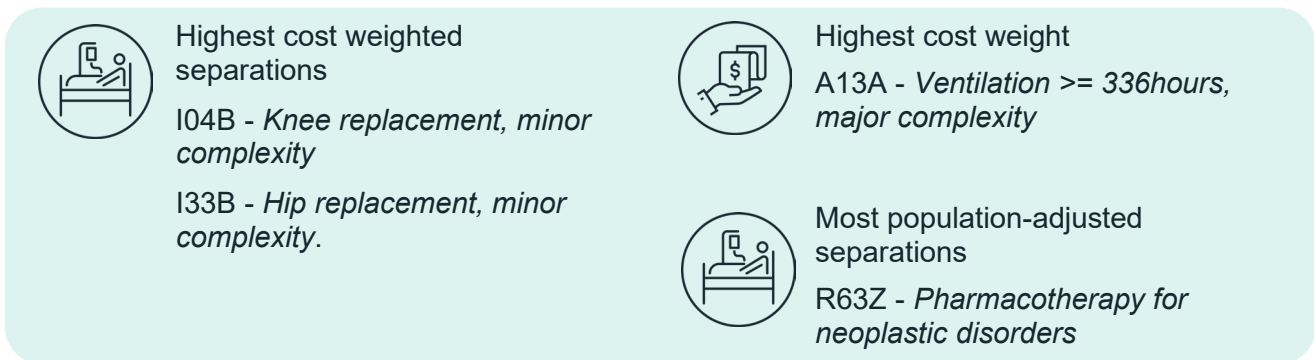 Highest cost weighted
separations
I04B - Knee replacement, minor
complexity
I33B - Hip replacement, minor
complexity.
$
Highest cost weight
A13A - Ventilation >= 336hours,
major complexity
Most population-adjusted
separations
R63Z - Pharmacotherapy for
neoplastic disorders